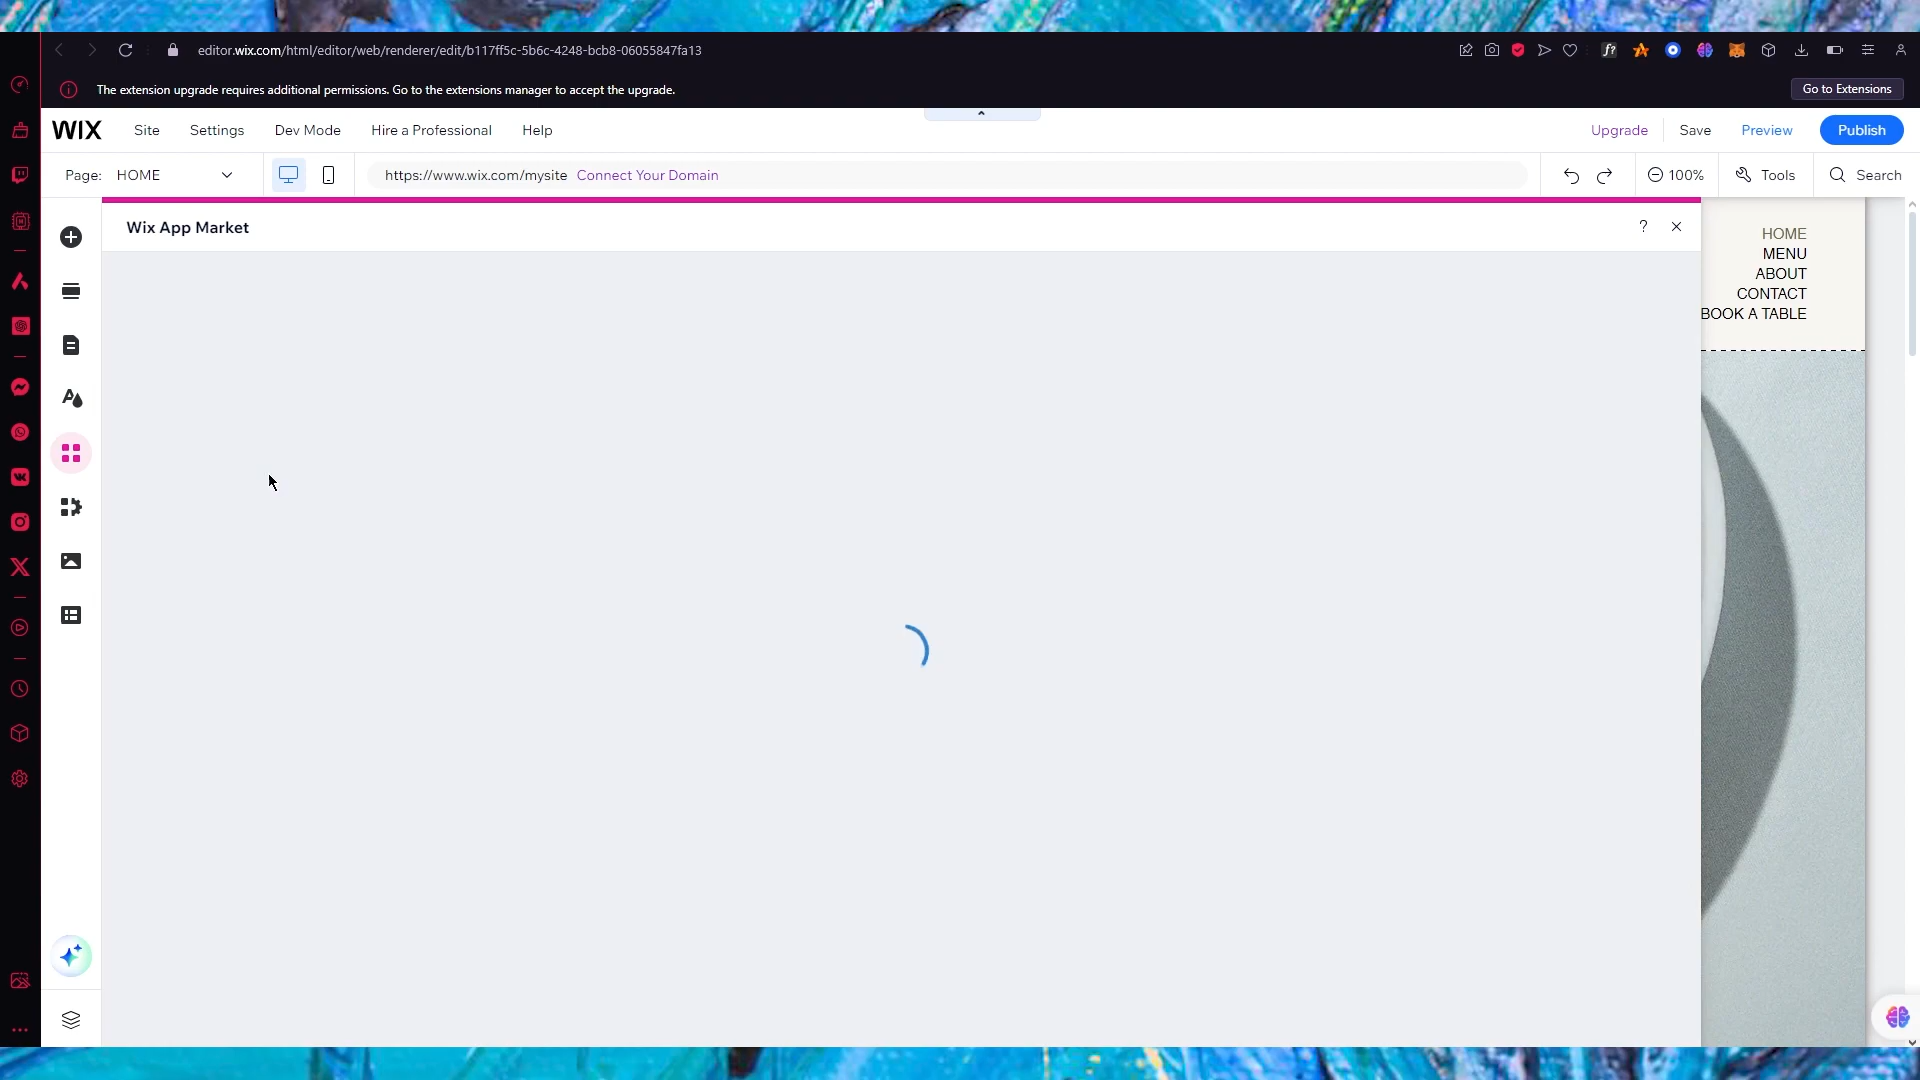 editor.wix.com/html/editor/web/renderer/edit/b117ff5c-5b6c-4248-bcb8-06055847fa13
f?
The extension upgrade requires additional permissions. Go to the extensions manager to accept the upgrade.
Go to Extensions
WIX
Site
Settings
Dev Mode
Hire a Professional
Help
Upgrade
Save
Preview
Publish
Page: HOME
https://www.wix.com/mysite Connect Your Domain
100%
Tools
Search
Wix App Market
?
HOME
MENU
ABOUT
CONTACT
BOOK A TABLE